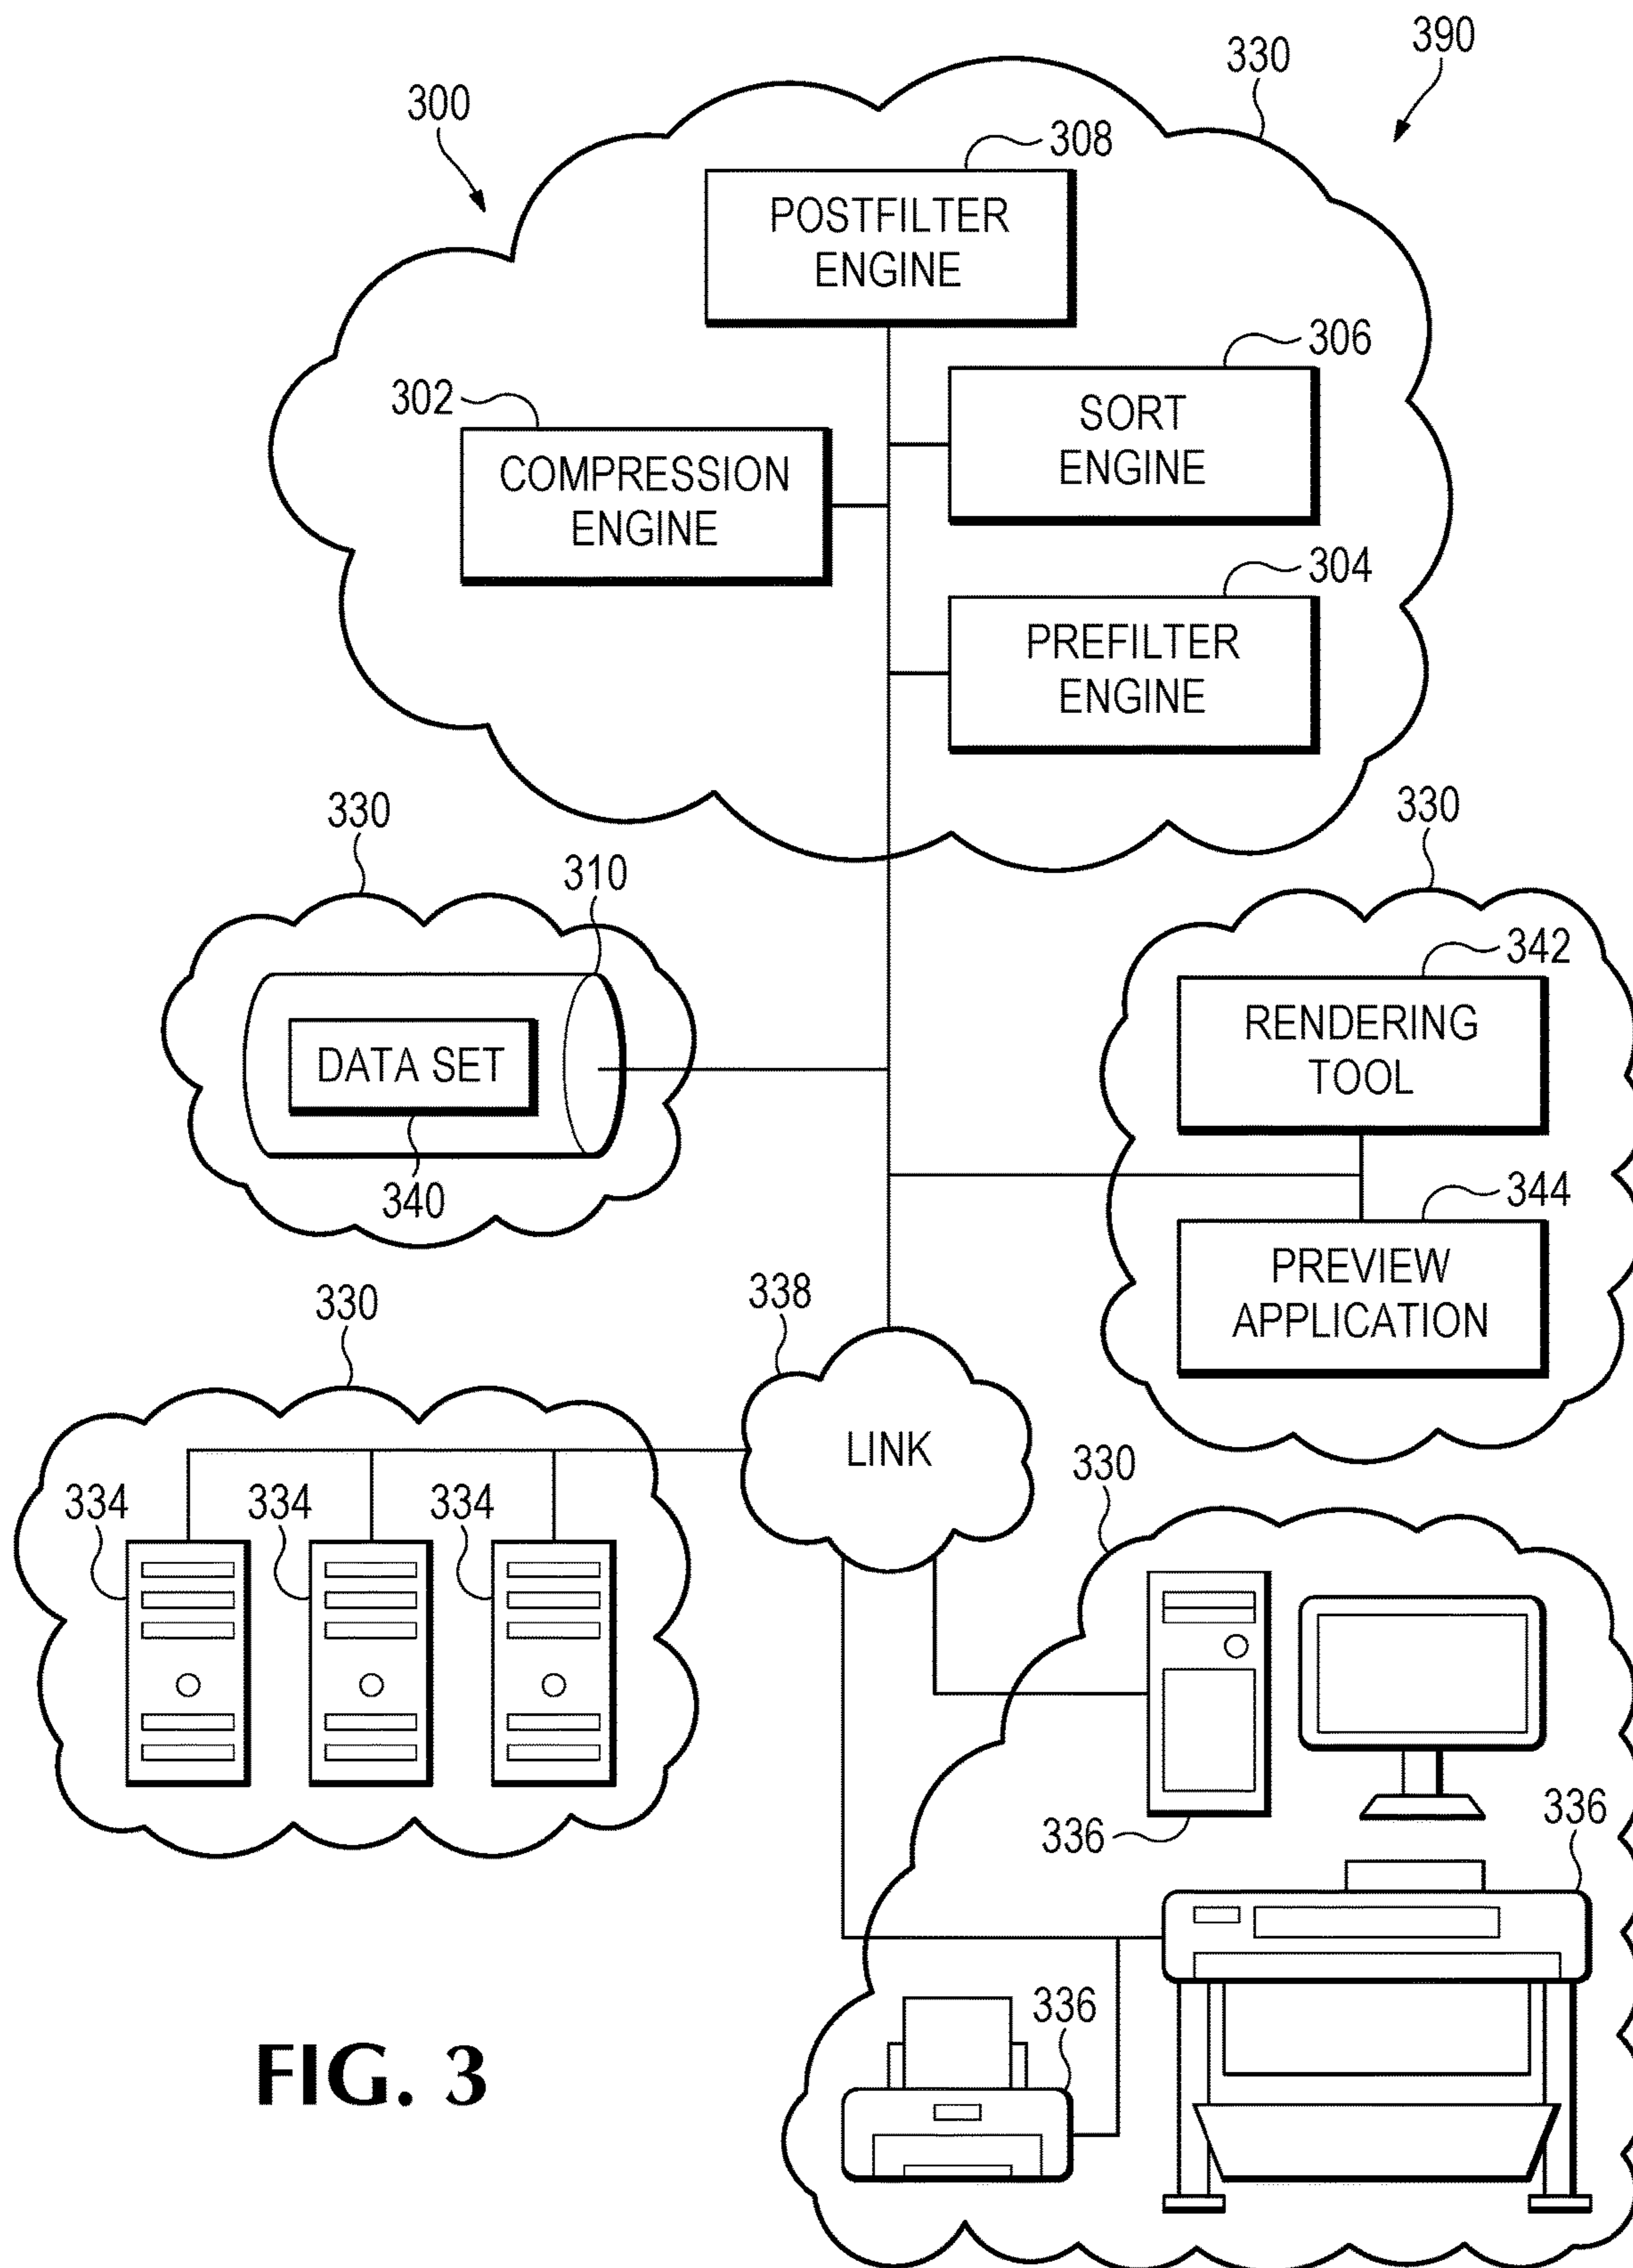 390
330
300
308
POSTFILTER
ENGINE
306
SORT
ENGINE
302
COMPRESSION
ENGINE
304
PREFILTER
ENGINE
330
310
DATA SET
340
330
342
RENDERING
TOOL
344
PREVIEW
APPLICATION
338
LINK
330
334
334
334
330
336
336
336
FIG. 3